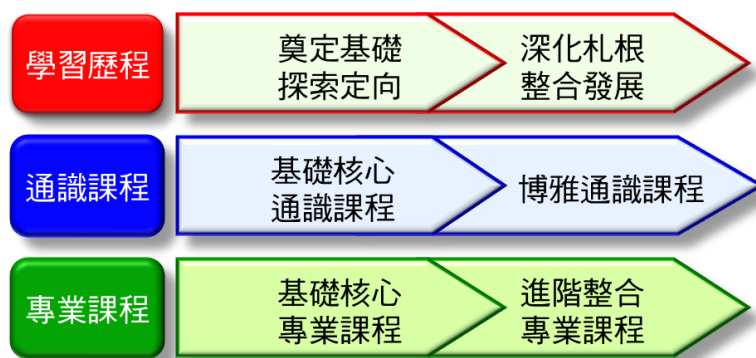 學習歷程
奠定基礎
探索定向
深化札根
整合發展
通識課程
基礎核心
通識課程
博雅通識課程
專業課程
基礎核心
專業課程
進階整合
專業課程